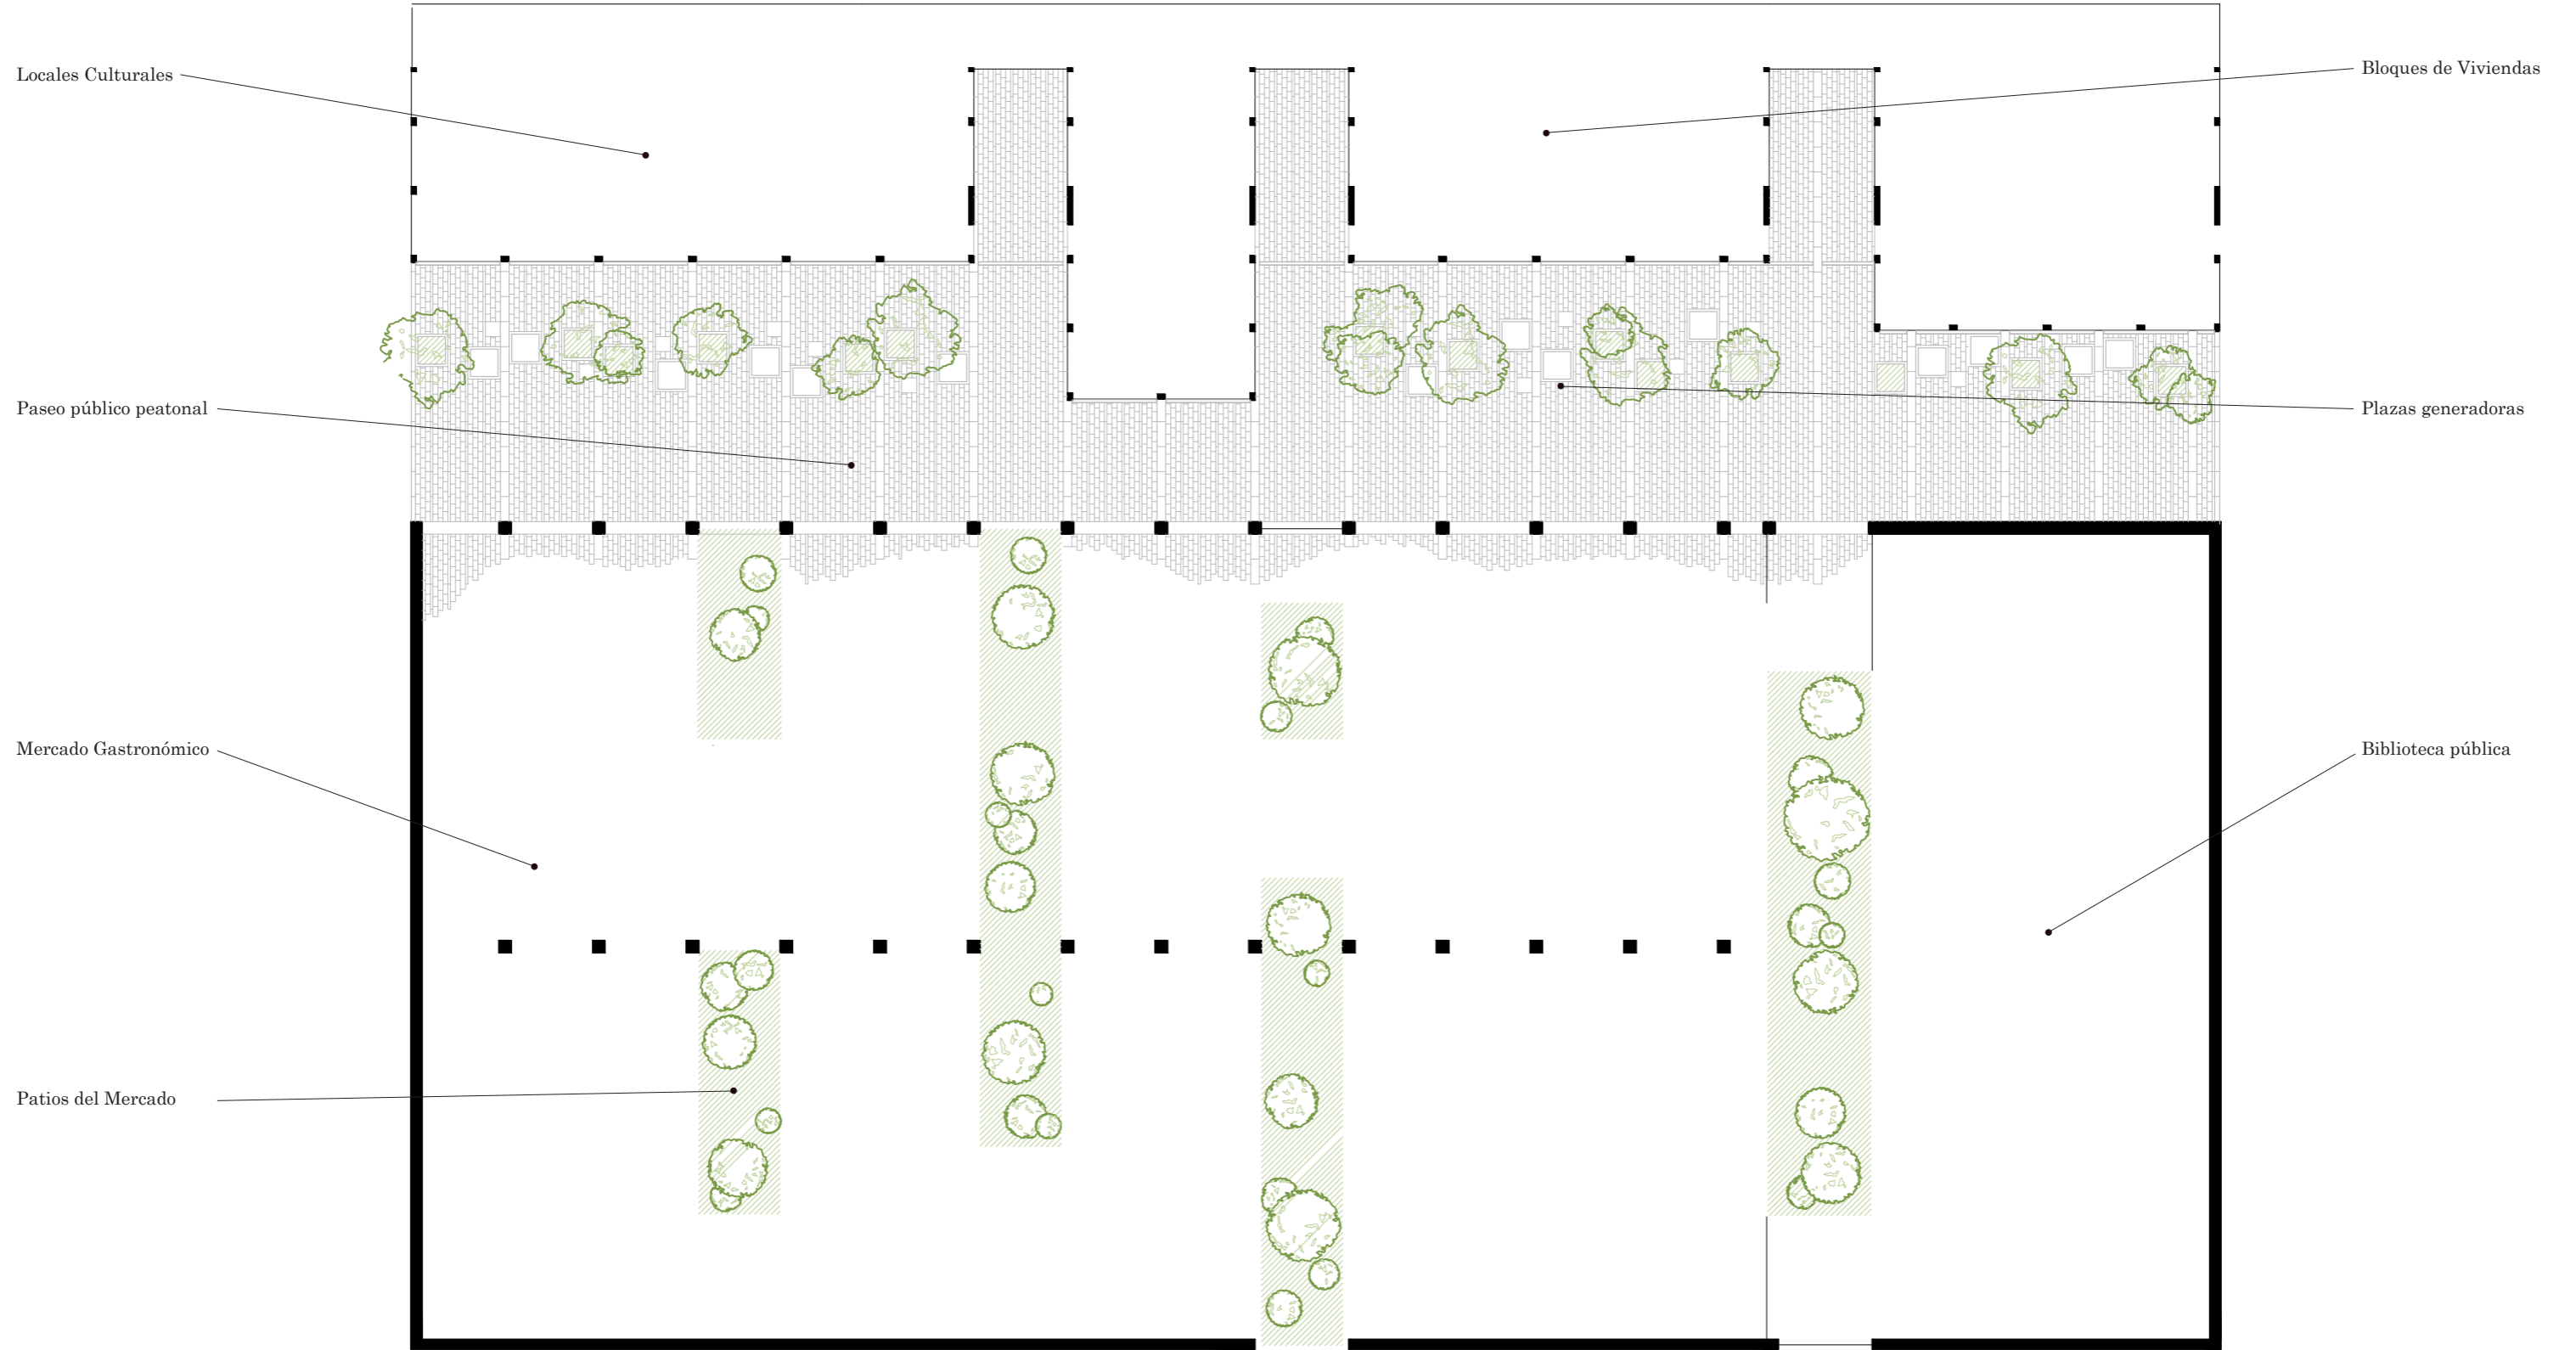 Locales Culturales
Bloques de Viviendas
Paseo público peatonal
Plazas generadoras
Mercado Gastronómico
Biblioteca pública
Patios del Mercado